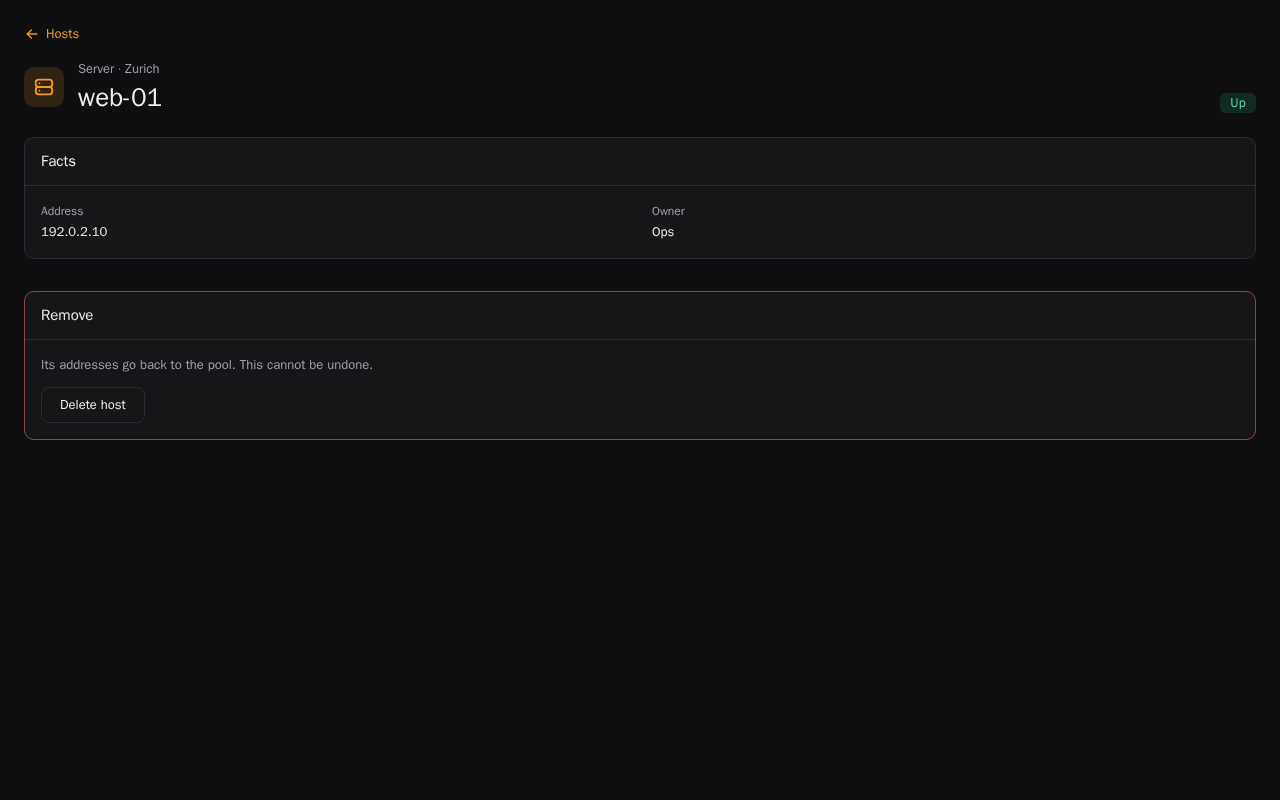 Hosts
Server · Zurich
web-01
Up
Facts
Address
192.0.2.10
Owner
Ops
Remove
Its addresses go back to the pool. This cannot be undone.
Delete host